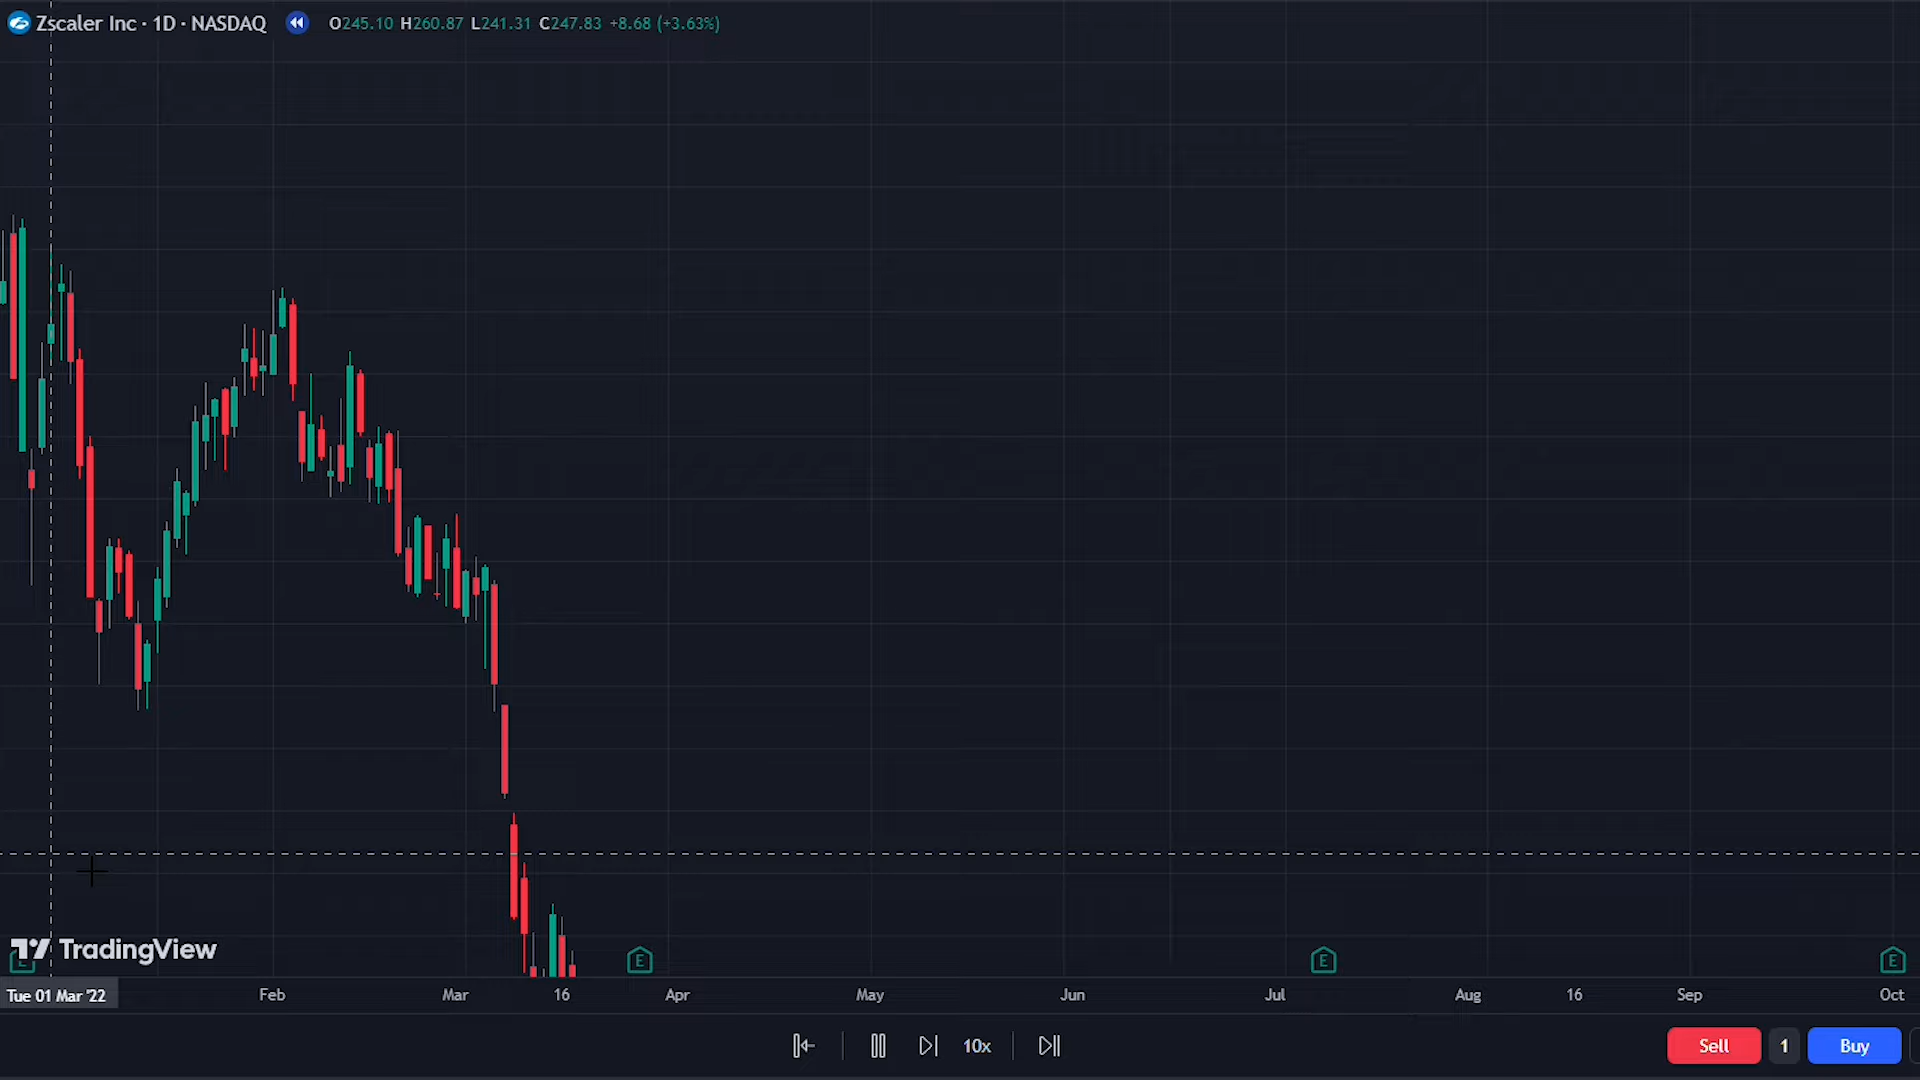 Zscaler Inc · 1D · NASDAQ O245.10 H260.87 L241.31 C247.83 +8.68 (+3.63%)
TradingView
E E E E
Tue 01 Mar '22 Feb Mar 16 Apr May Jun Jul Aug 16 Sep Oct
10x Sell 1 Buy